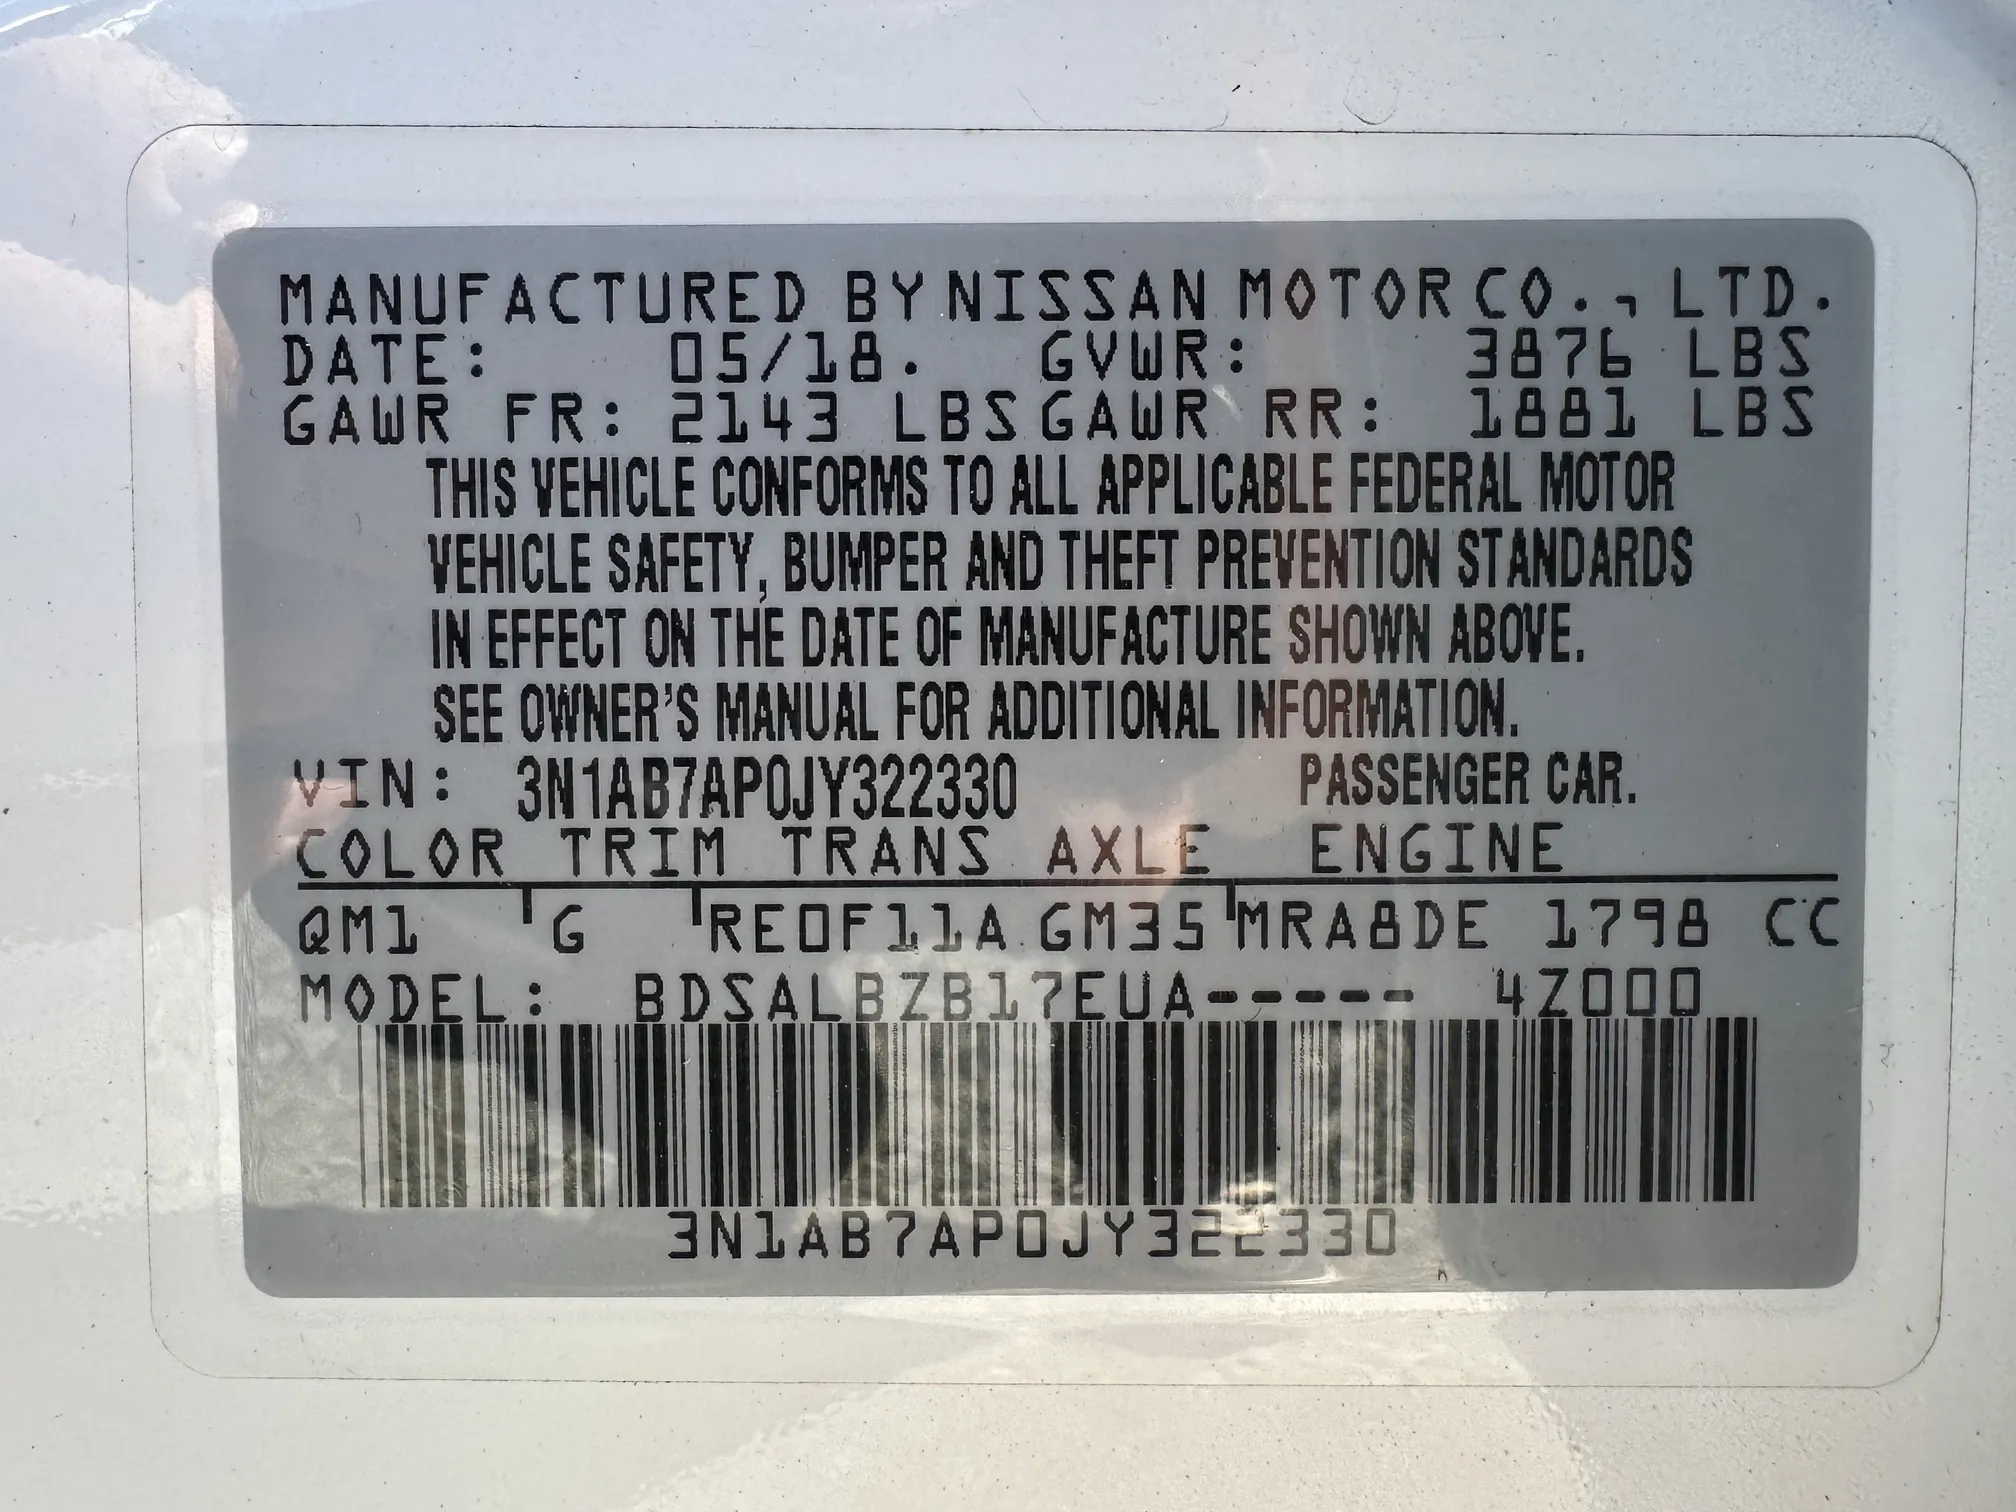 MANUFACTURED BY NISSAN MOTOR CO., LTD.
DATE: 05/18. GVWR: 3876 LBS
GAWR FR: 2143 LBS GAWR RR: 1881 LBS
THIS VEHICLE CONFORMS TO ALL APPLICABLE FEDERAL MOTOR
VEHICLE SAFETY, BUMPER AND THEFT PREVENTION STANDARDS
IN EFFECT ON THE DATE OF MANUFACTURE SHOWN ABOVE.
SEE OWNER'S MANUAL FOR ADDITIONAL INFORMATION.
VIN: 3N1AB7AP0JY322330 PASSENGER CAR.
COLOR TRIM TRANS AXLE ENGINE
QM1 G RE0F11A GM35 MRA8DE 1798 CC
MODEL: BDSALBZB17EUA----- 4Z000
3N1AB7AP0JY322330